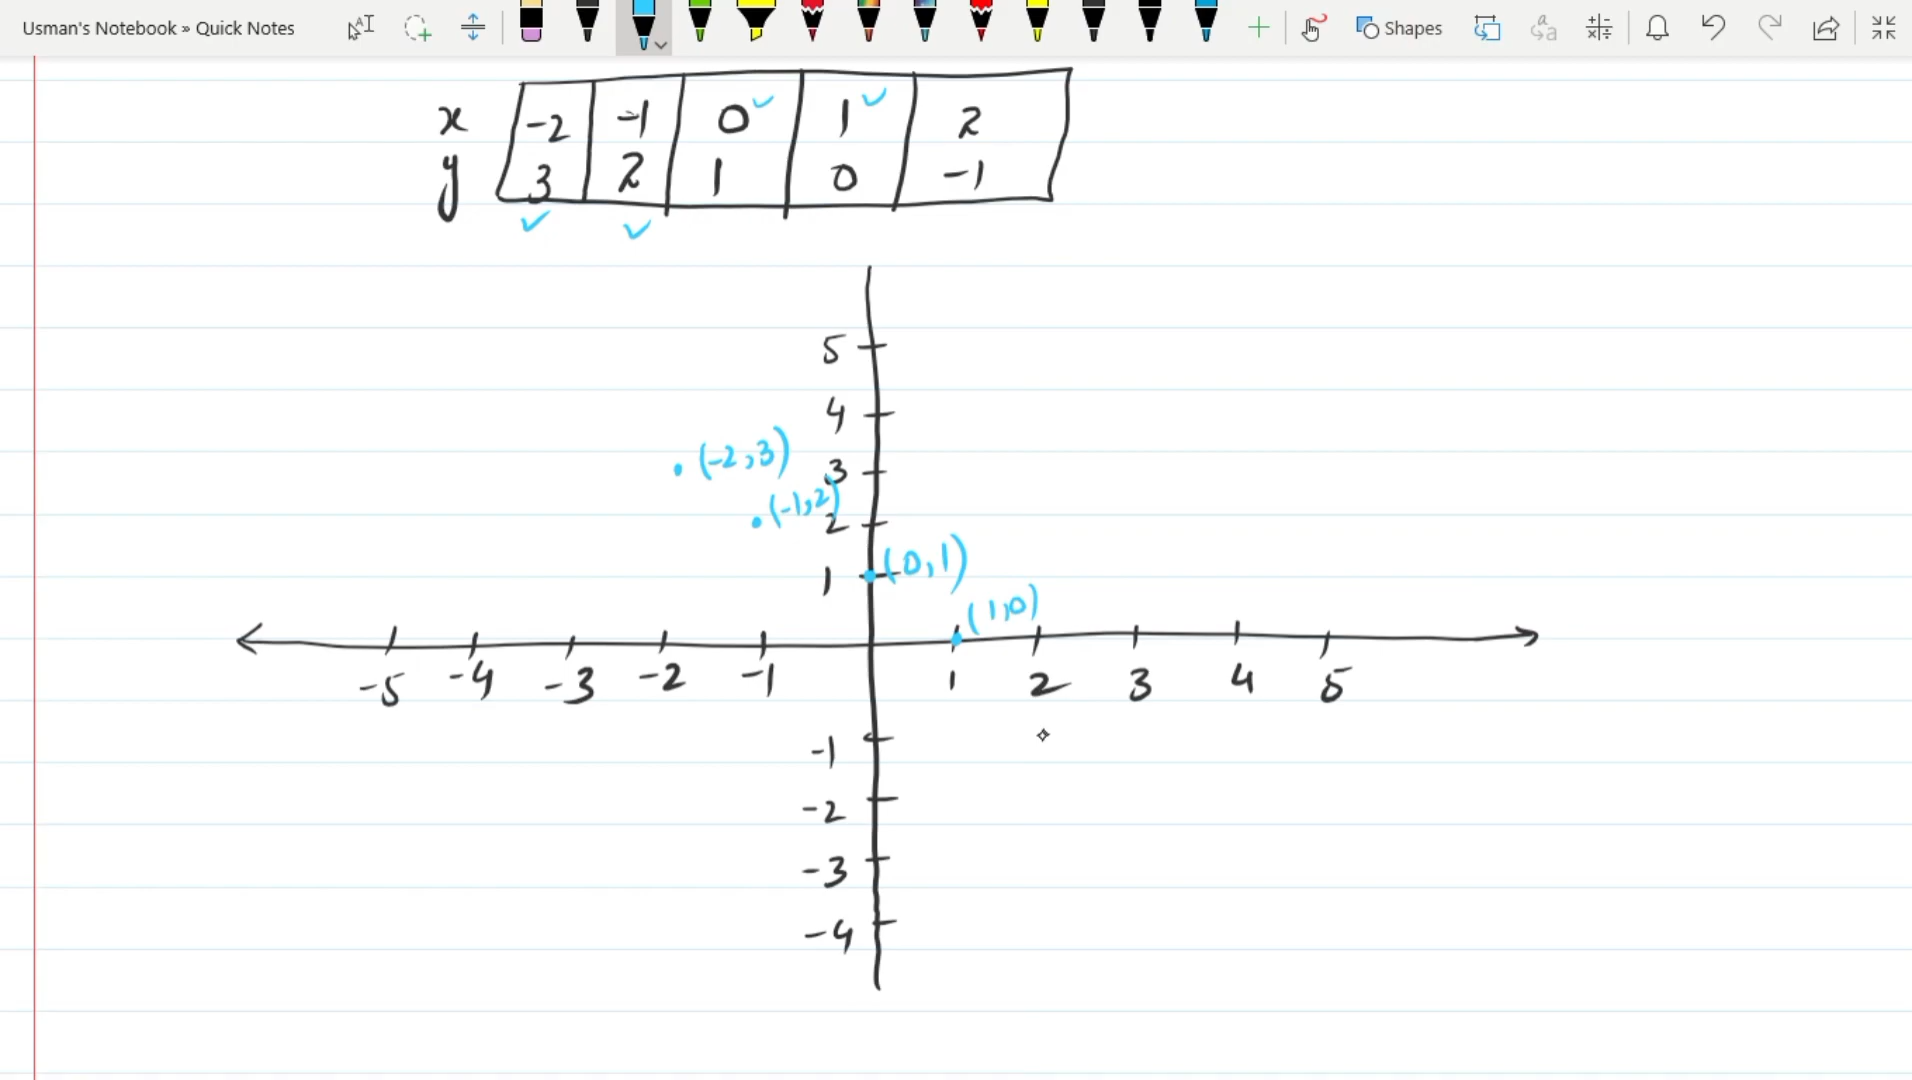 Usman's Notebook » Quick Notes Shapes
x -2 -1 0 1 2
y 3 2 1 0 -1
5
4
(-2,3) 3
(-1,2) 2
1 (0,1)
(1,0)
-5 -4 -3 -2 -1 1 2 3 4 5
-1
-2
-3
-4